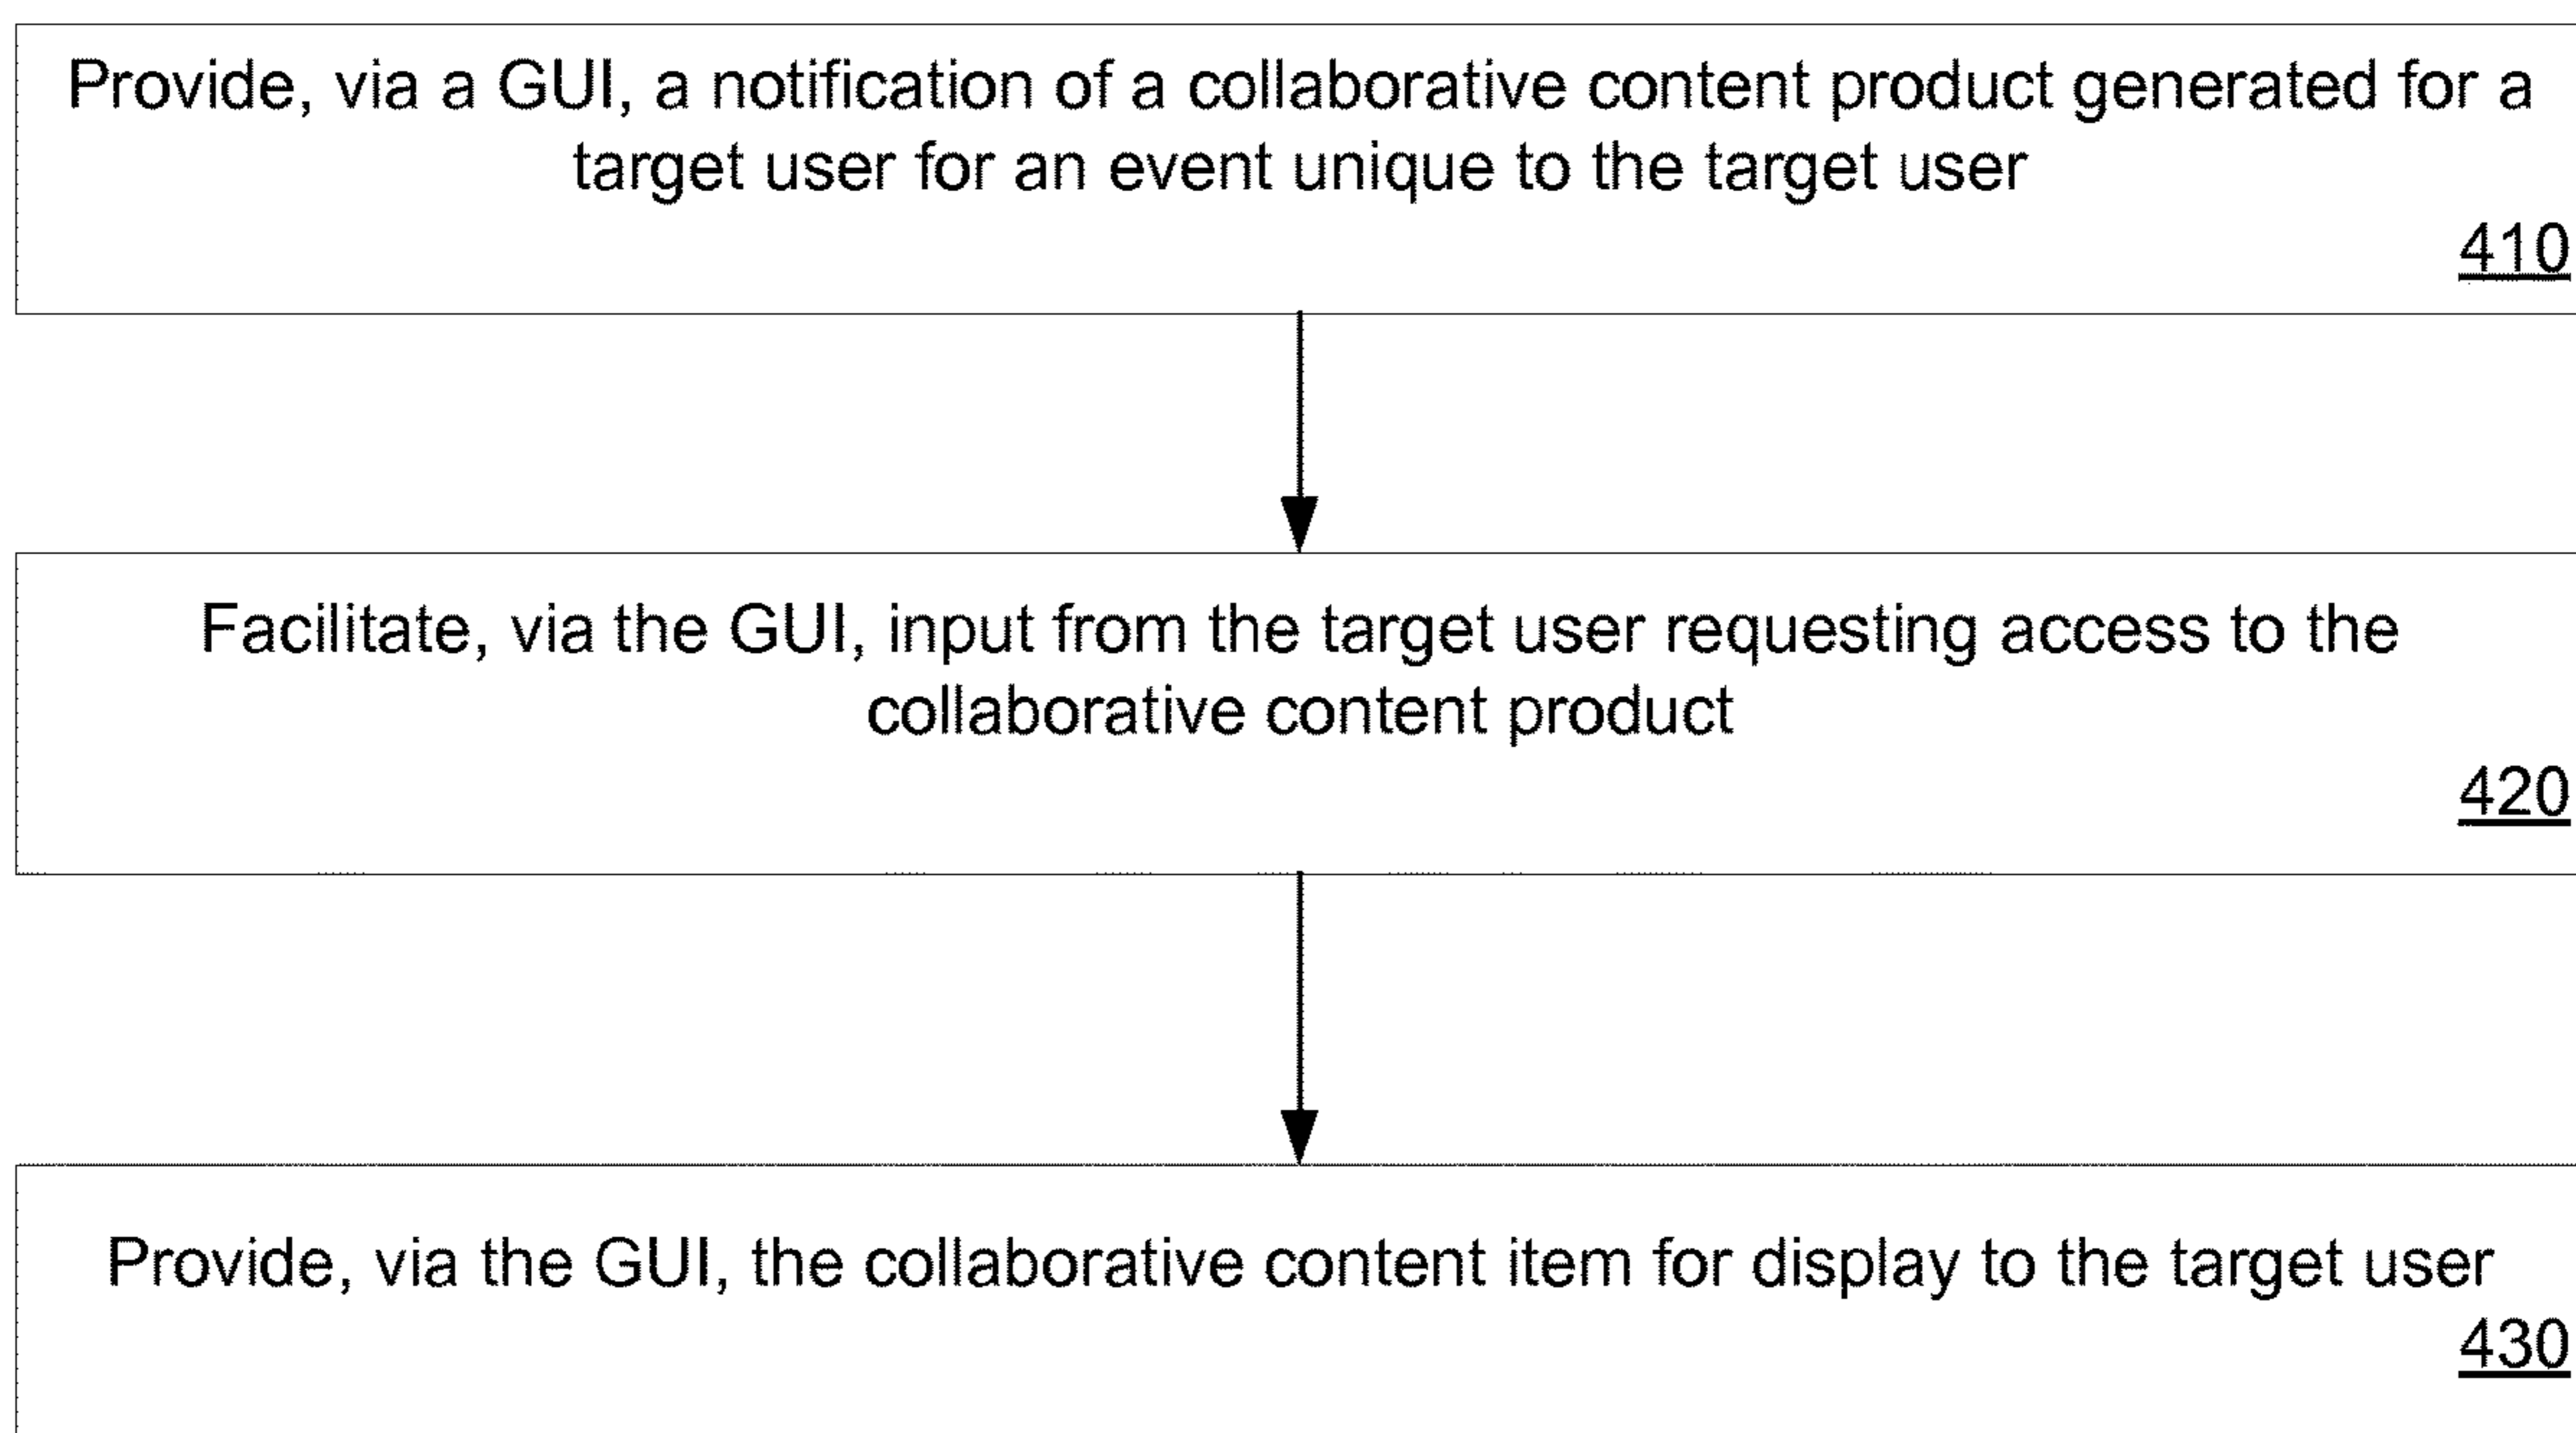 Provide, via a GUI, a notification of a collaborative content product generated for a
target user for an event unique to the target user
410
Facilitate, via the GUI, input from the target user requesting access to the
collaborative content product
420
Provide, via the GUI, the collaborative content item for display to the target user
430